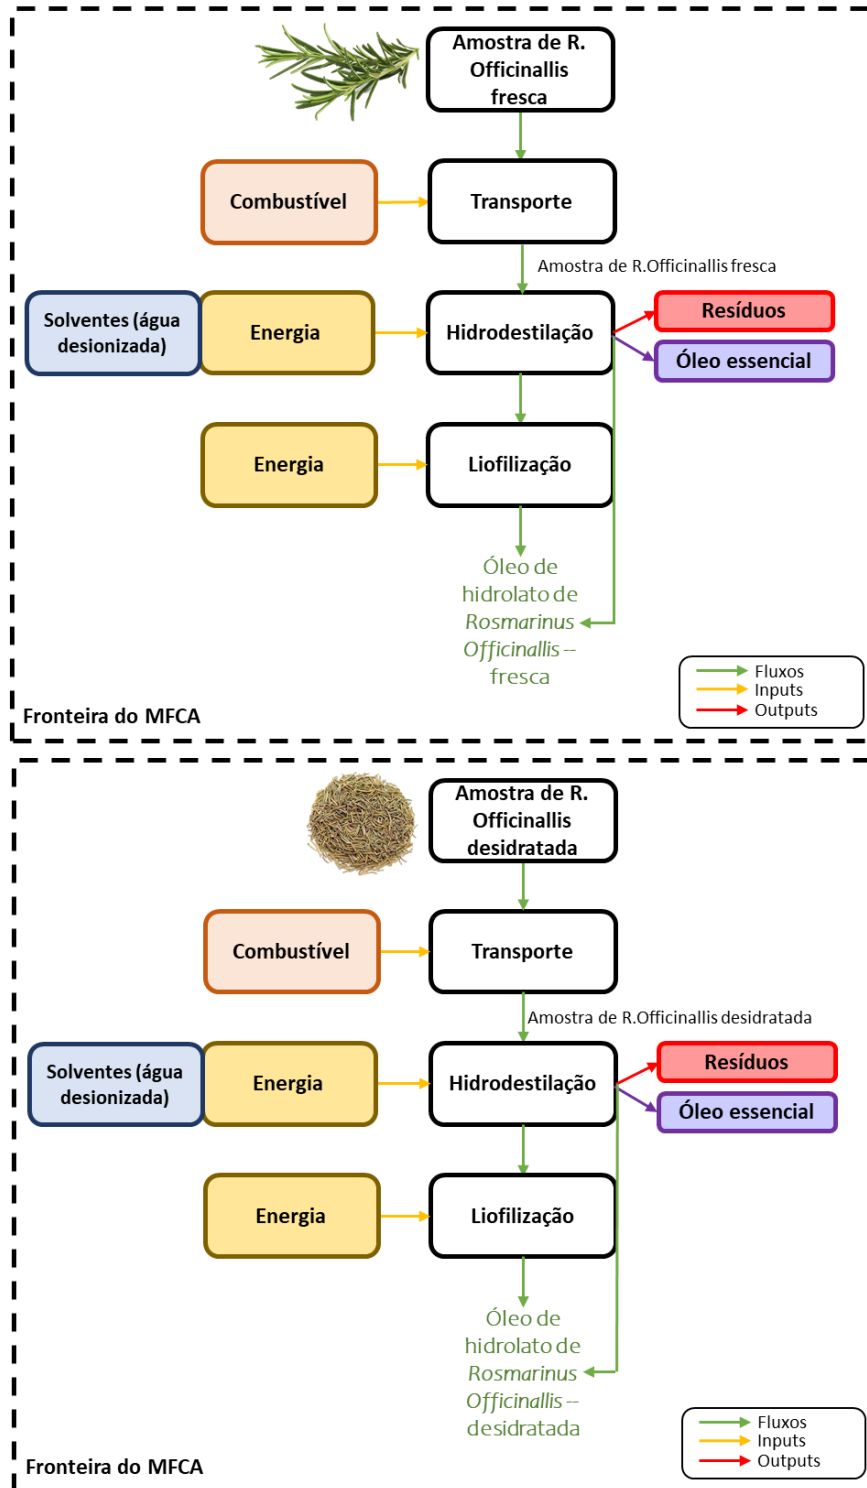 Amostra de R.
Officinallis
fresca
Combustível
Transporte
Amostra de R.Officinallis fresca
Solventes (água
desionizada)
Energia
Hidrodestilação
Resíduos
Óleo essencial
Energia
Liofilização
Óleo de
hidrolato de
Rosmarinus
Officinallis --
fresca
Fluxos
Inputs
Outputs
Fronteira do MFCA
Amostra de R.
Officinallis
desidratada
Combustível
Transporte
Amostra de R.Officinallis desidratada
Solventes (água
desionizada)
Energia
Hidrodestilação
Resíduos
Óleo essencial
Energia
Liofilização
Óleo de
hidrolato de
Rosmarinus
Officinallis --
desidratada
Fluxos
Inputs
Outputs
Fronteira do MFCA